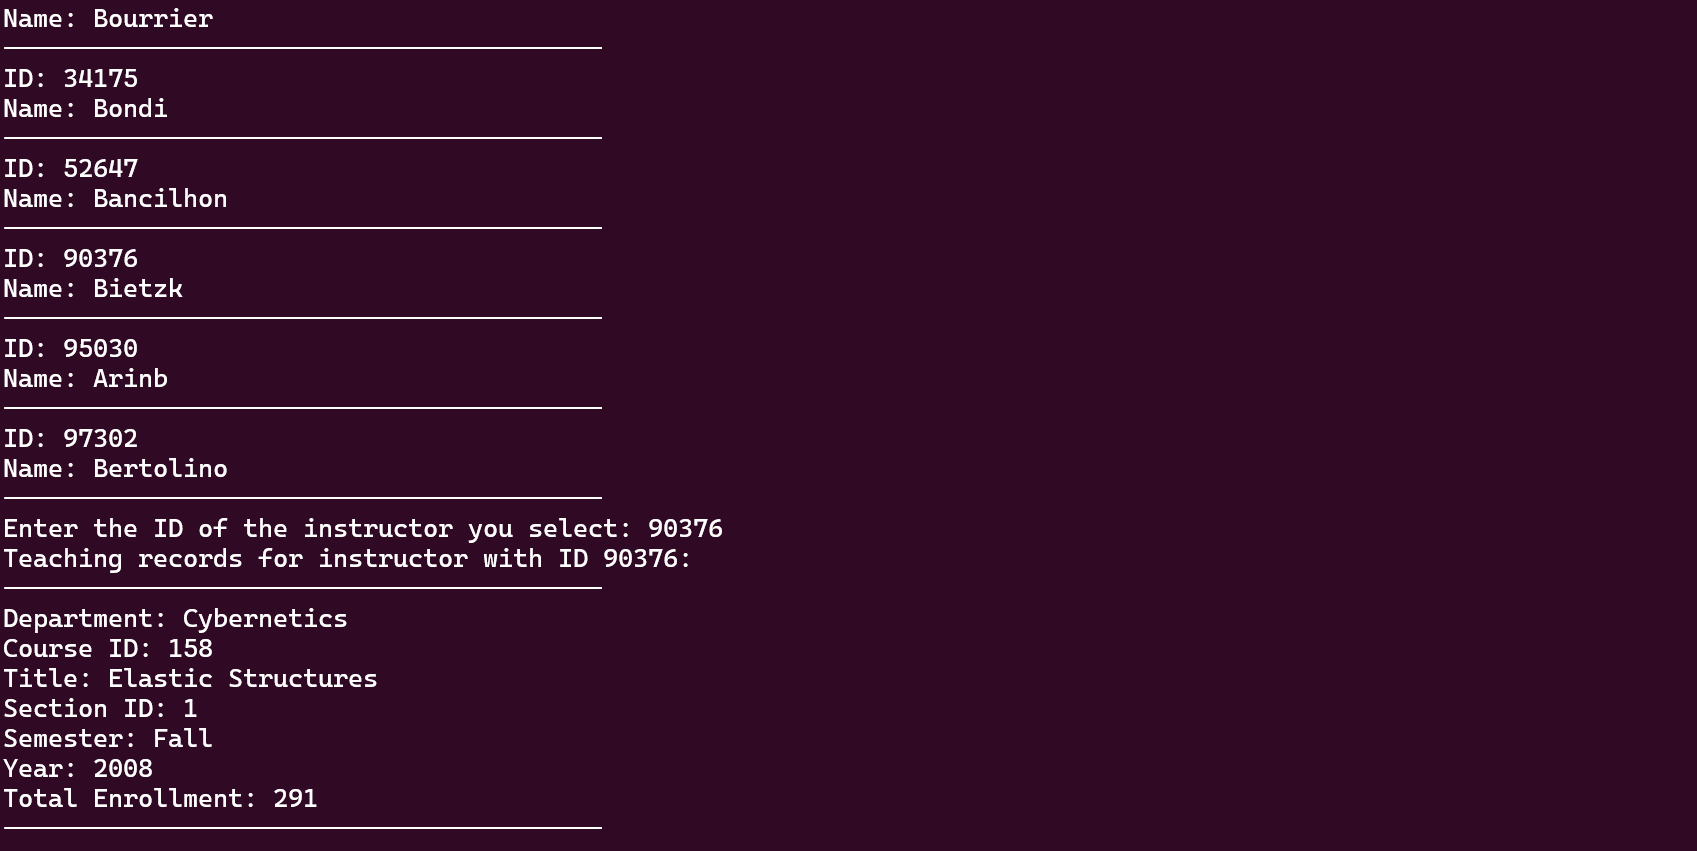 Name: Bourrier
ID: 34175
Name: Bondi
ID: 52647
Name: Bancilhon
ID: 90376
Name: Bietzk
ID: 95030
Name: Arinb
ID: 97302
Name: Bertolino
Enter the ID of the instructor you select: 90376
Teaching records for instructor with ID 90376:
Department: Cybernetics
Course ID: 158
Title: Elastic Structures
Section ID: 1
Semester: Fall
Year: 2008
Total Enrollment: 291